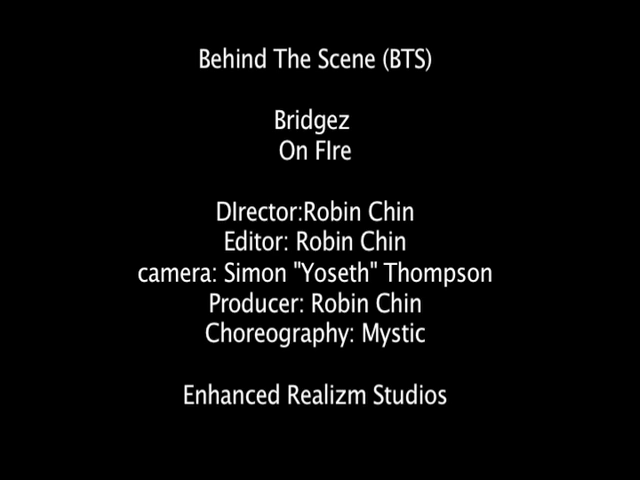 Behind The Scene (BTS)
Bridgez
On FIre
DIrector:Robin Chin
Editor: Robin Chin
camera: Simon "Yoseth" Thompson
Producer: Robin Chin
Choreography: Mystic
Enhanced Realizm Studios